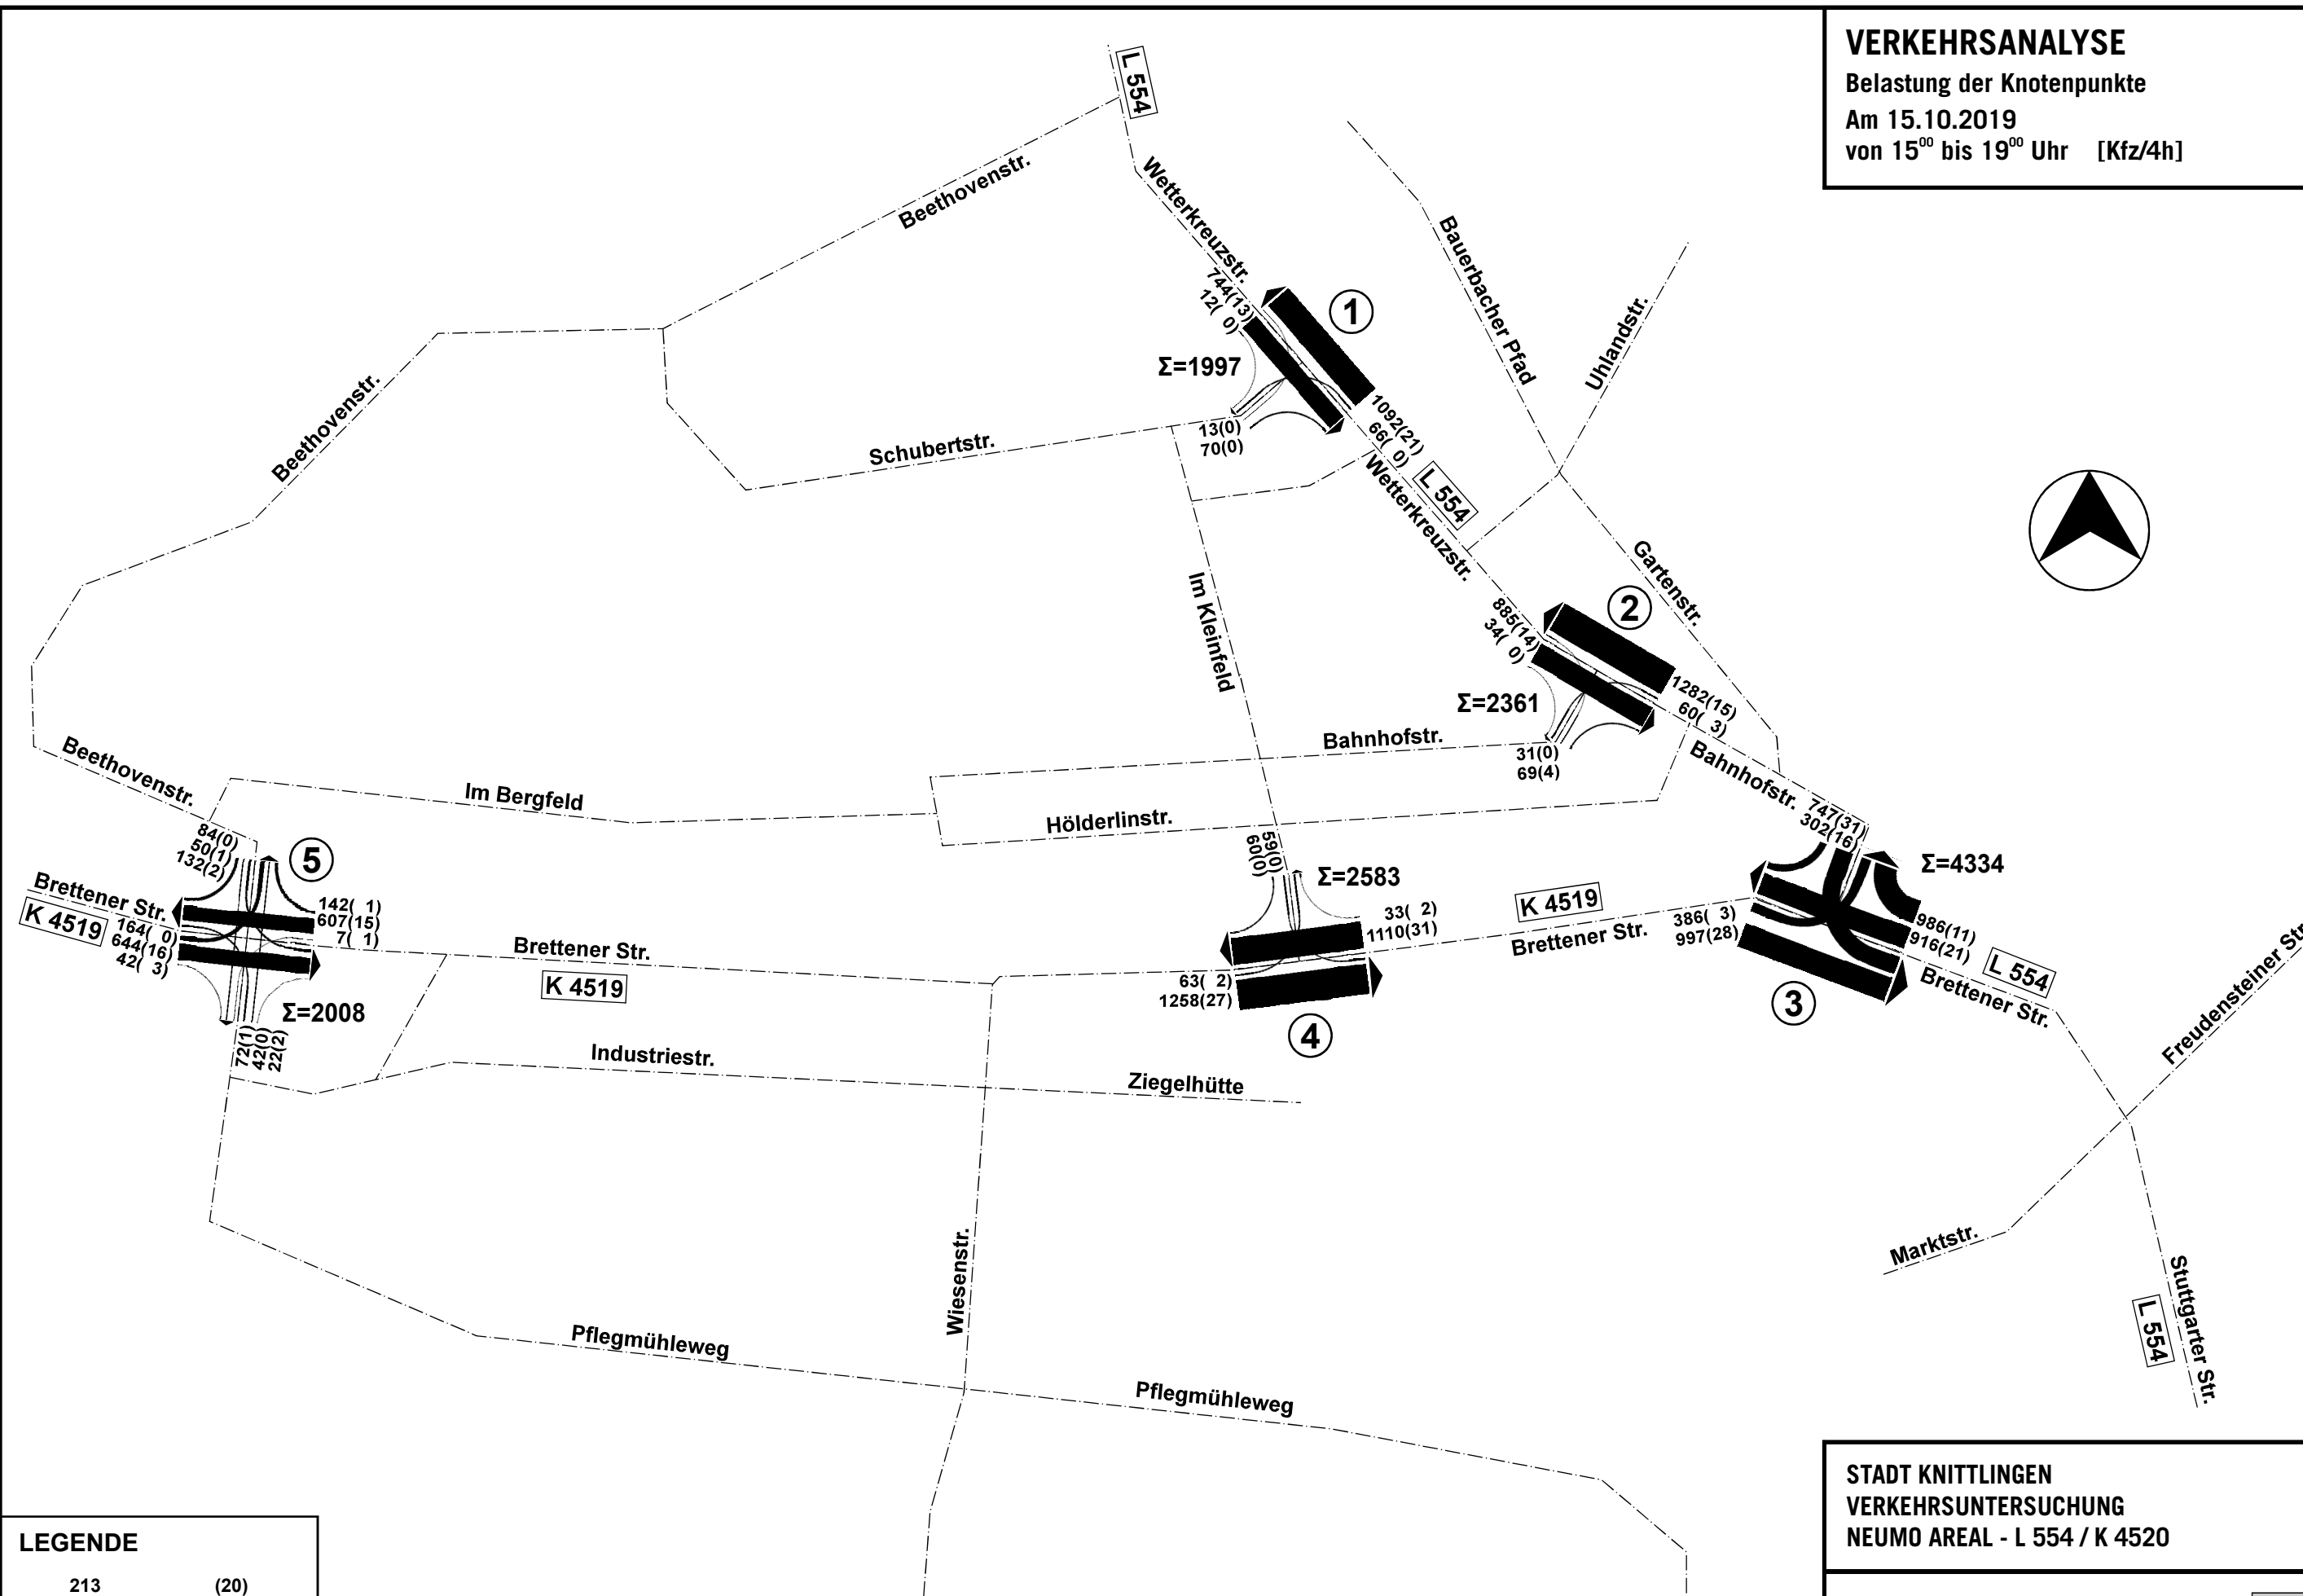 VERKEHRSANALYSE
Belastung der Knotenpunkte
Am 15.10.2019
von 15⁰⁰ bis 19⁰⁰ Uhr [Kfz/4h]
L 554
Beethovenstr.
Wetterkreuzstr.
Bauerbacher Pfad
Uhlandstr.
744(13)
12( 0)
1
Σ=1997
13(0)
70(0)
1092(21)
66( 0)
Beethovenstr.
Schubertstr.
L 554
Wetterkreuzstr.
Gartenstr.
Im Kleinfeld
885(14)
34( 0)
2
Σ=2361
1282(15)
60( 3)
31(0)
69(4)
Bahnhofstr.
Bahnhofstr.
Beethovenstr.
Im Bergfeld
Hölderlinstr.
747(31)
302(16)
Σ=4334
986(11)
916(21)
386( 3)
997(28)
3
84(0)
50(1)
132(2)
5
Brettener Str.
K 4519
164( 0)
644(16)
42( 3)
142( 1)
607(15)
7( 1)
Σ=2008
72(1)
42(0)
22(2)
59(0)
60(0)
Σ=2583
33( 2)
1110(31)
63( 2)
1258(27)
4
K 4519
Brettener Str.
Brettener Str.
K 4519
L 554
Brettener Str.
Freudensteiner Str
Industriestr.
Ziegelhütte
Wiesenstr.
Marktstr.
Stuttgarter Str.
L 554
Pflegmühleweg
Pflegmühleweg
STADT KNITTLINGEN
VERKEHRSUNTERSUCHUNG
NEUMO AREAL - L 554 / K 4520
LEGENDE
213 (20)